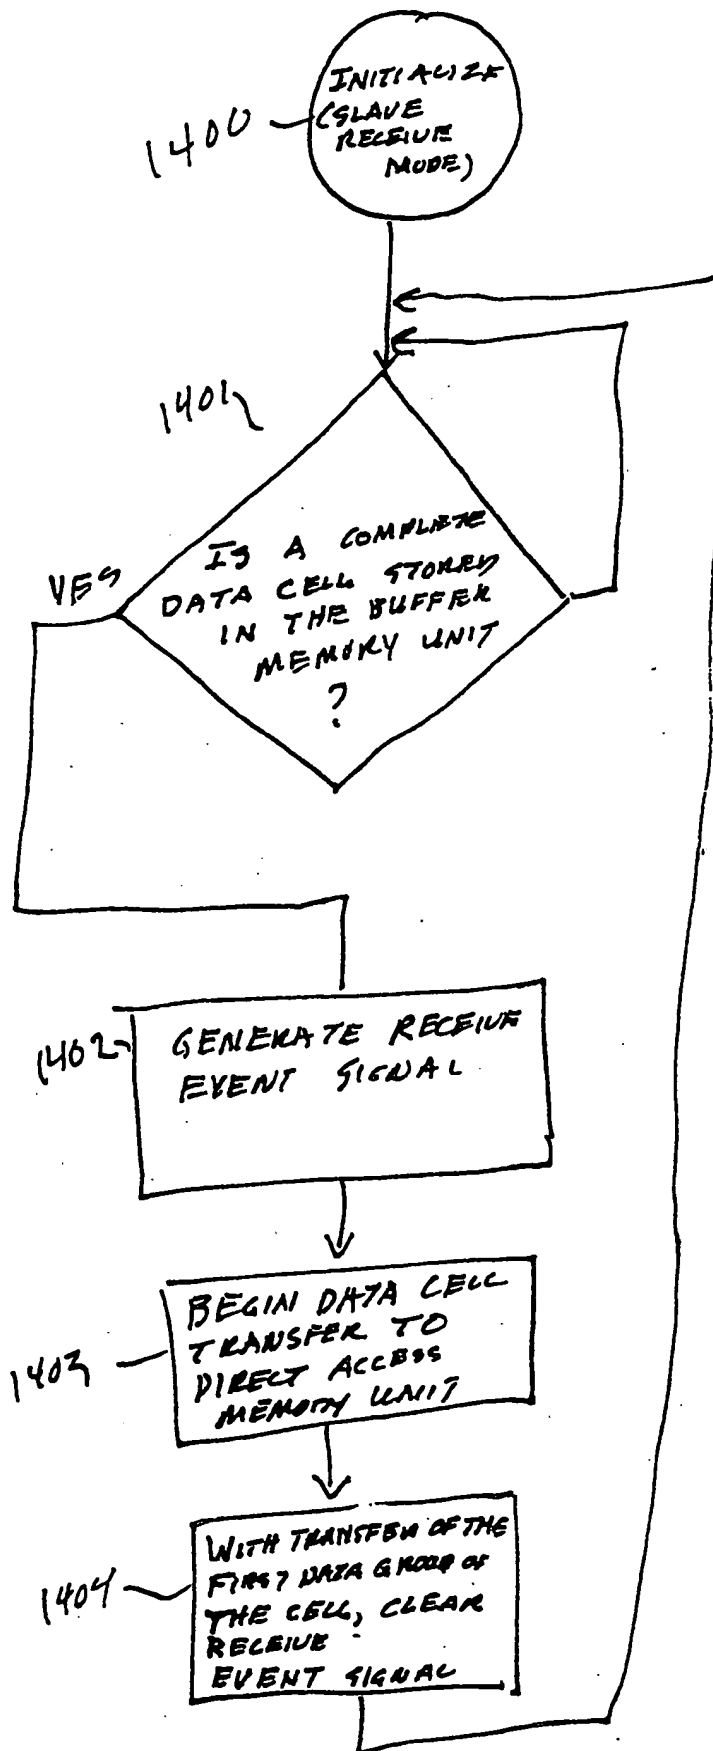 1400
INITIALIZE
(SLAVE
RECEIVE
MODE)
1401
YES
IS A COMPLETE
DATA CELL STORED
IN THE BUFFER
MEMORY UNIT
?
1402
GENERATE RECEIVE
EVENT SIGNAL
1403
BEGIN DATA CELL
TRANSFER TO
DIRECT ACCESS
MEMORY UNIT
1404
WITH TRANSFER OF THE
FIRST DATA GROUP OF
THE CELL, CLEAR
RECEIVE
EVENT SIGNAL